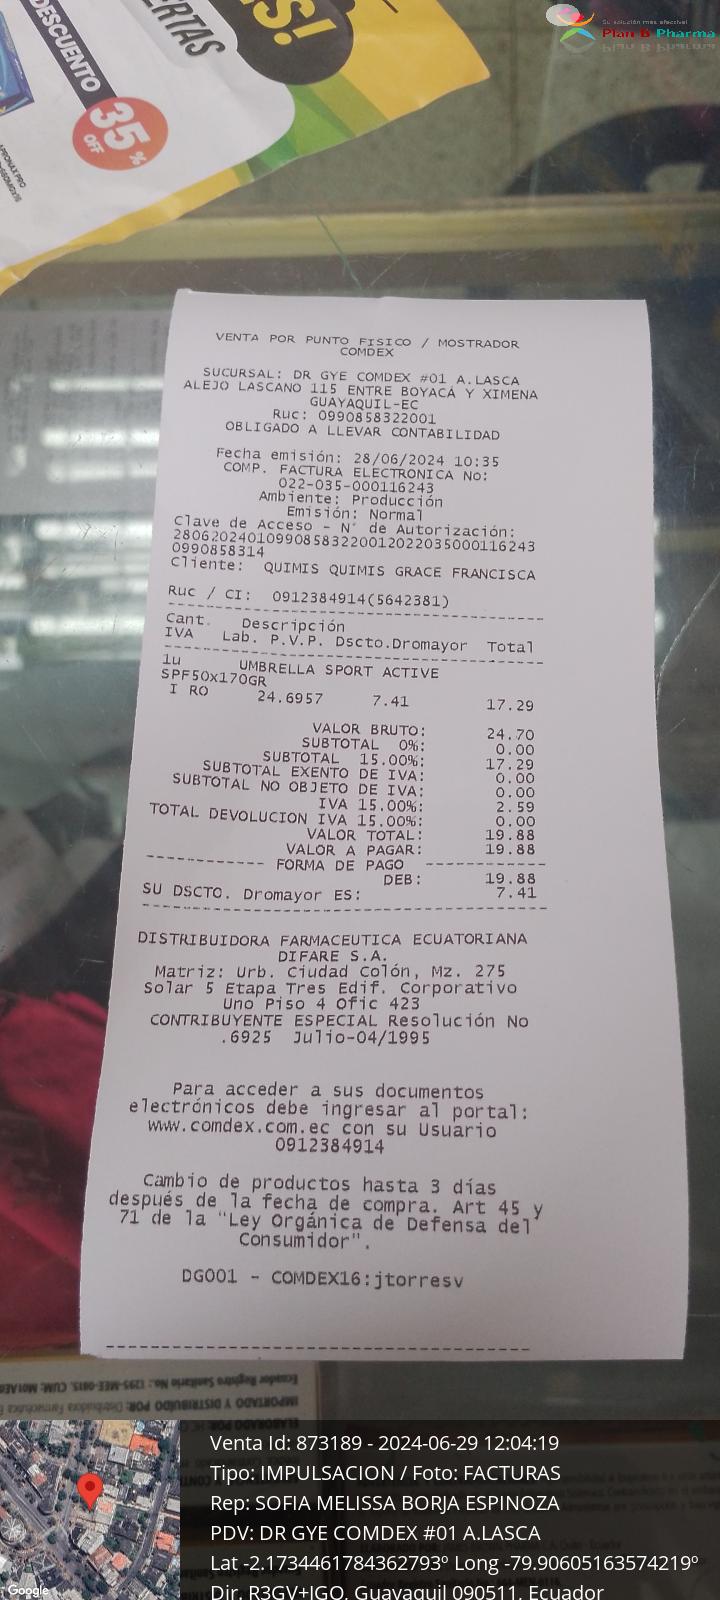 DESCUENTO
ERTAS
S!
35%
OFF
Su solución mas efectiva!
Plan B Pharma
VENTA POR PUNTO FISICO / MOSTRADOR
COMDEX
SUCURSAL: DR GYE COMDEX #01 A.LASCA
ALEJO LASCANO 115 ENTRE BOYACÁ Y XIMENA
GUAYAQUIL-EC
Ruc: 0990858322001
OBLIGADO A LLEVAR CONTABILIDAD
Fecha emisión: 28/06/2024 10:35
COMP. FACTURA ELECTRONICA No:
022-035-000116243
Ambiente: Producción
Emisión: Normal
Clave de Acceso - N° de Autorización:
280620240109908583220012022035000116243
0990858314
Cliente: QUIMIS QUIMIS GRACE FRANCISCA
Ruc / CI: 0912384914(5642381)
Cant. Descripción
IVA Lab. P.V.P. Dscto.Dromayor Total
1u UMBRELLA SPORT ACTIVE
SPF50x170GR
I RO 24.6957 7.41 17.29
VALOR BRUTO: 24.70
SUBTOTAL 0%: 0.00
SUBTOTAL 15.00%: 17.29
SUBTOTAL EXENTO DE IVA: 0.00
SUBTOTAL NO OBJETO DE IVA: 0.00
IVA 15.00%: 2.59
TOTAL DEVOLUCION IVA 15.00%: 0.00
VALOR TOTAL: 19.88
VALOR A PAGAR: 19.88
------------ FORMA DE PAGO ------------
DEB: 19.88
SU DSCTO. Dromayor ES: 7.41
DISTRIBUIDORA FARMACEUTICA ECUATORIANA
DIFARE S.A.
Matriz: Urb. Ciudad Colón, Mz. 275
Solar 5 Etapa Tres Edif. Corporativo
Uno Piso 4 Ofic 423
CONTRIBUYENTE ESPECIAL Resolución No
.6925 Julio-04/1995
Para acceder a sus documentos
electrónicos debe ingresar al portal:
www.comdex.com.ec con su Usuario
0912384914
Cambio de productos hasta 3 días
después de la fecha de compra. Art 45 y
71 de la "Ley Orgánica de Defensa del
Consumidor".
DG001 - COMDEX16:jtorresv
Venta Id: 873189 - 2024-06-29 12:04:19
Tipo: IMPULSACION / Foto: FACTURAS
Rep: SOFIA MELISSA BORJA ESPINOZA
PDV: DR GYE COMDEX #01 A.LASCA
Lat -2.1734461784362793º Long -79.90605163574219º
Dir. R3GV+JGQ, Guayaquil 090511, Ecuador
Google